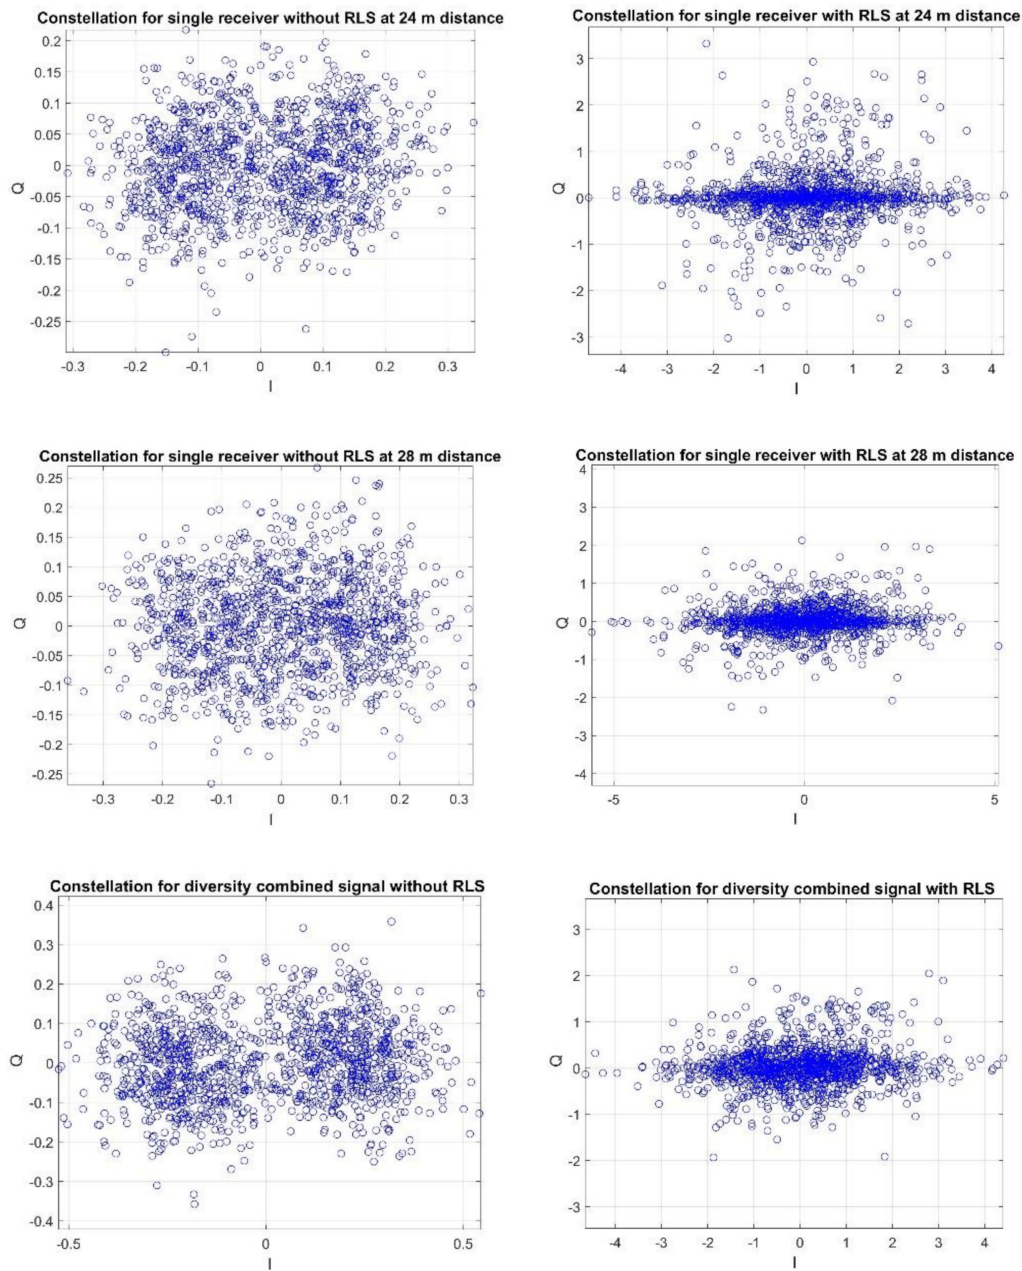 Constellation for single receiver without RLS at 24 m distance
0.2
0.15
0.1
0.05
0
-0.05
-0.1
-0.15
-0.2
-0.25
Q
-0.3 -0.2 -0.1 0 0.1 0.2 0.3
I
Constellation for single receiver with RLS at 24 m distance
3
2
1
0
-1
-2
-3
Q
-4 -3 -2 -1 0 1 2 3 4
I
Constellation for single receiver without RLS at 28 m distance
0.25
0.2
0.15
0.1
0.05
0
-0.05
-0.1
-0.15
-0.2
-0.25
Q
-0.3 -0.2 -0.1 0 0.1 0.2 0.3
I
Constellation for single receiver with RLS at 28 m distance
4
3
2
1
0
-1
-2
-3
-4
Q
-5 0 5
I
Constellation for diversity combined signal without RLS
0.4
0.3
0.2
0.1
0
-0.1
-0.2
-0.3
-0.4
Q
-0.5 0 0.5
I
Constellation for diversity combined signal with RLS
3
2
1
0
-1
-2
-3
Q
-4 -3 -2 -1 0 1 2 3 4
I